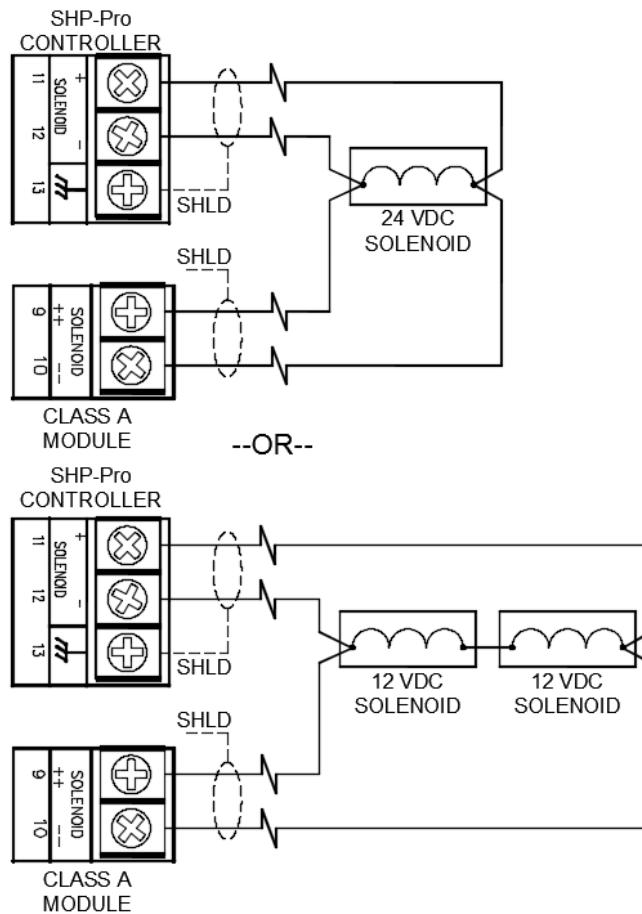 SHP-Pro
CONTROLLER
11
12
13
SOLENOID
+
-
SHLD
24 VDC
SOLENOID
SHLD
9
10
SOLENOID
++
--
CLASS A
MODULE
--OR--
SHP-Pro
CONTROLLER
11
12
13
SOLENOID
+
-
SHLD
12 VDC
SOLENOID
12 VDC
SOLENOID
SHLD
9
10
SOLENOID
++
--
CLASS A
MODULE